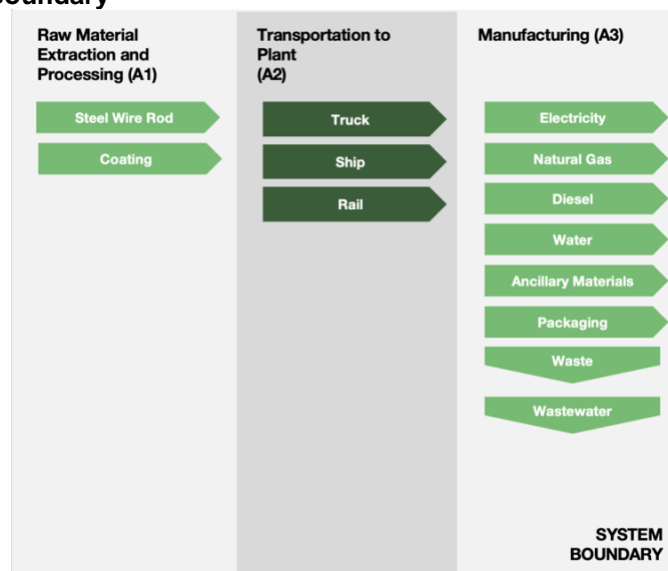 Boundary
Raw Material
Extraction and
Processing (A1)
Steel Wire Rod
Coating
Transportation to
Plant
(A2)
Truck
Ship
Rail
Manufacturing (A3)
Electricity
Natural Gas
Diesel
Water
Ancillary Materials
Packaging
Waste
Wastewater
SYSTEM
BOUNDARY